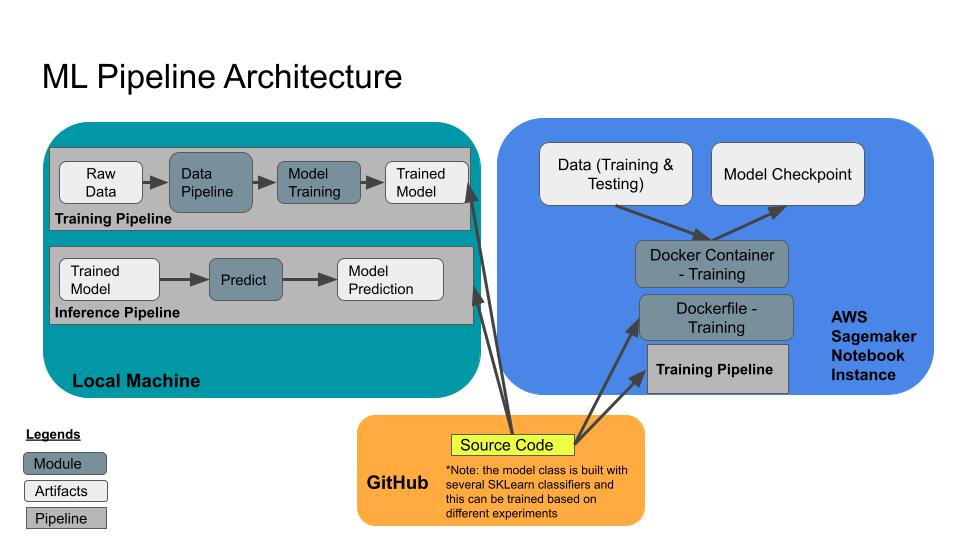 ML Pipeline Architecture
Raw
Data
Data
Pipeline
Model
Training
Trained
Model
Training Pipeline
Trained
Model
Predict
Model
Prediction
Inference Pipeline
Local Machine
Data (Training &
Testing)
Model Checkpoint
Docker Container
- Training
Dockerfile -
Training
Training Pipeline
AWS
Sagemaker
Notebook
Instance
Legends
Module
Artifacts
Pipeline
GitHub
Source Code
*Note: the model class is built with
several SKLearn classifiers and
this can be trained based on
different experiments